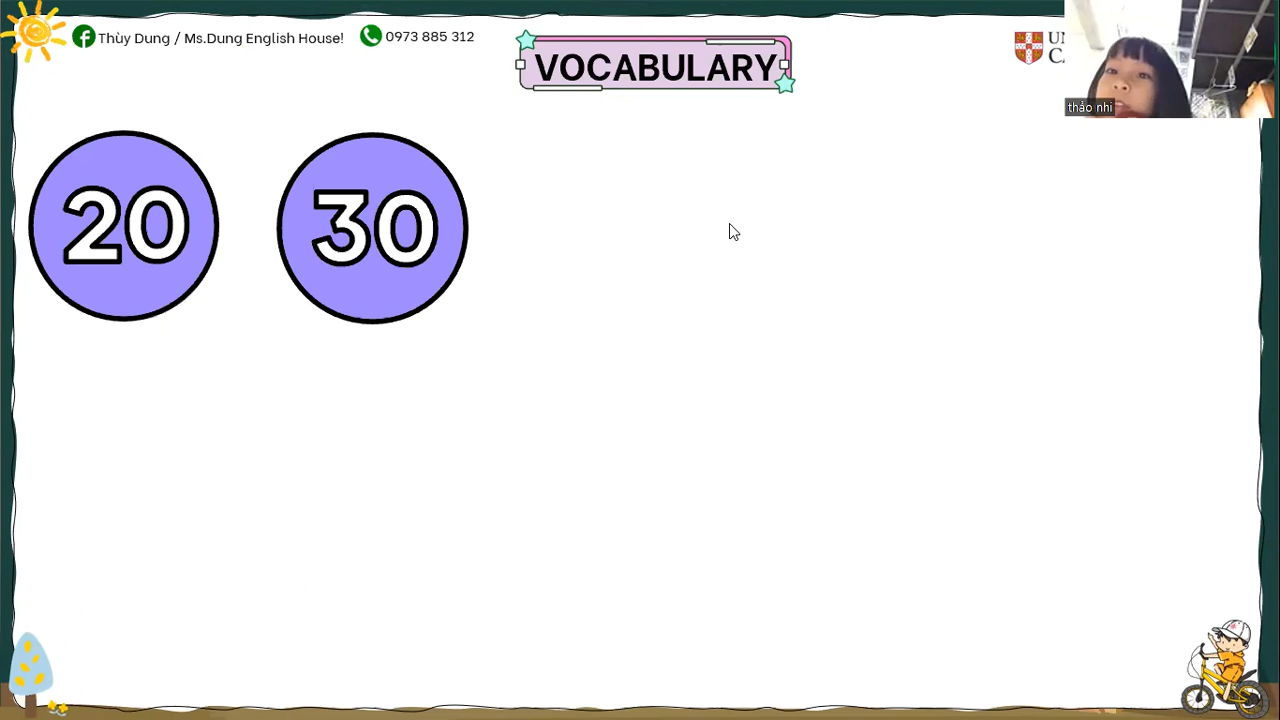 Thùy Dung / Ms.Dung English House!
0973 885 312
VOCABULARY
thảo nhi
20
30